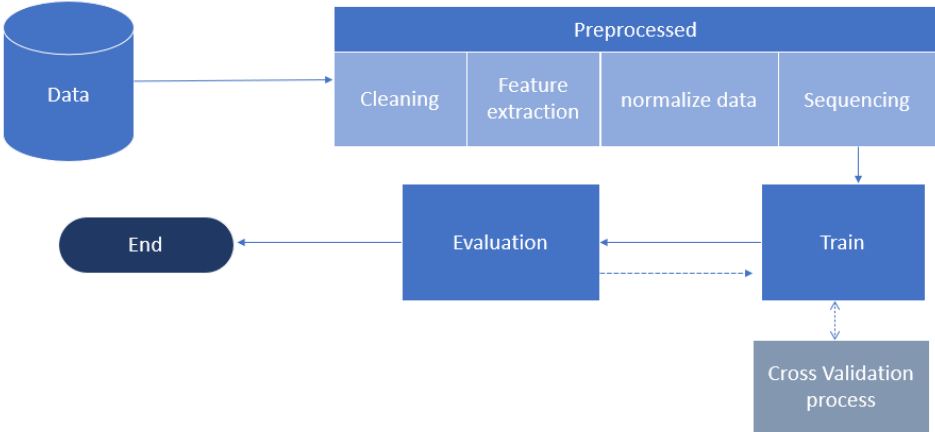 Preprocessed
Data
Cleaning
Feature
extraction
normalize data
Sequencing
End
Evaluation
Train
Cross Validation
process